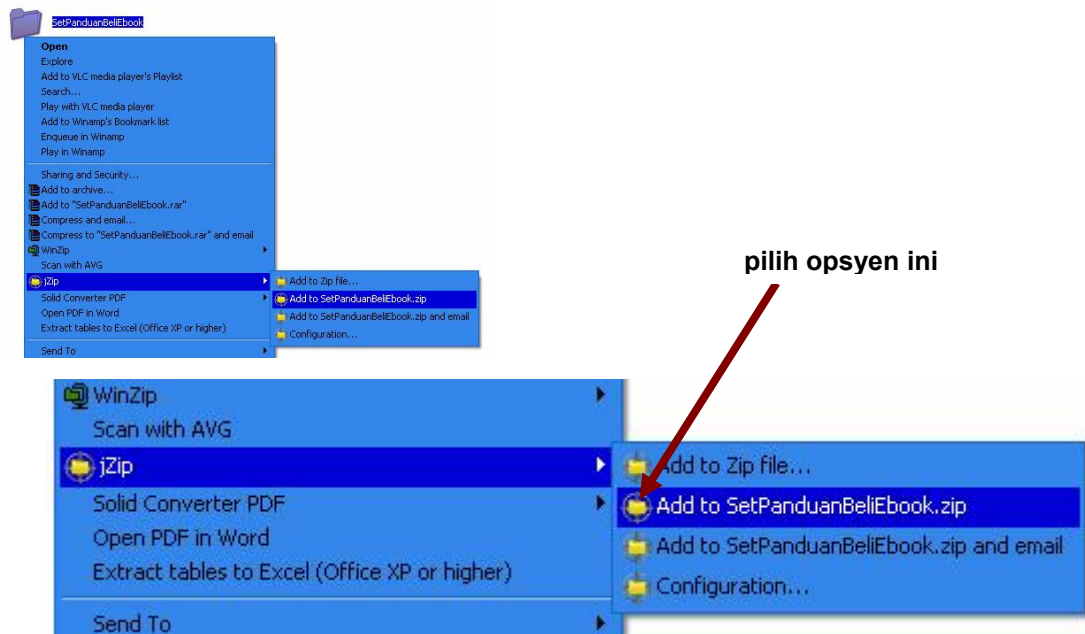 SetPanduanBeliEbook
Open
Explore
Add to VLC media player's Playlist
Search...
Play with VLC media player
Add to Winamp's Bookmark list
Enqueue in Winamp
Play in Winamp
Sharing and Security...
Add to archive...
Add to "SetPanduanBeliEbook.rar"
Compress and email...
Compress to "SetPanduanBeliEbook.rar" and email
WinZip
Scan with AVG
jZip
Solid Converter PDF
Open PDF in Word
Extract tables to Excel (Office XP or higher)
Send To
Add to Zip file...
Add to SetPanduanBeliEbook.zip
Add to SetPanduanBeliEbook.zip and email
Configuration...
pilih opsyen ini
WinZip
Scan with AVG
jZip
Solid Converter PDF
Open PDF in Word
Extract tables to Excel (Office XP or higher)
Send To
Add to Zip file...
Add to SetPanduanBeliEbook.zip
Add to SetPanduanBeliEbook.zip and email
Configuration...